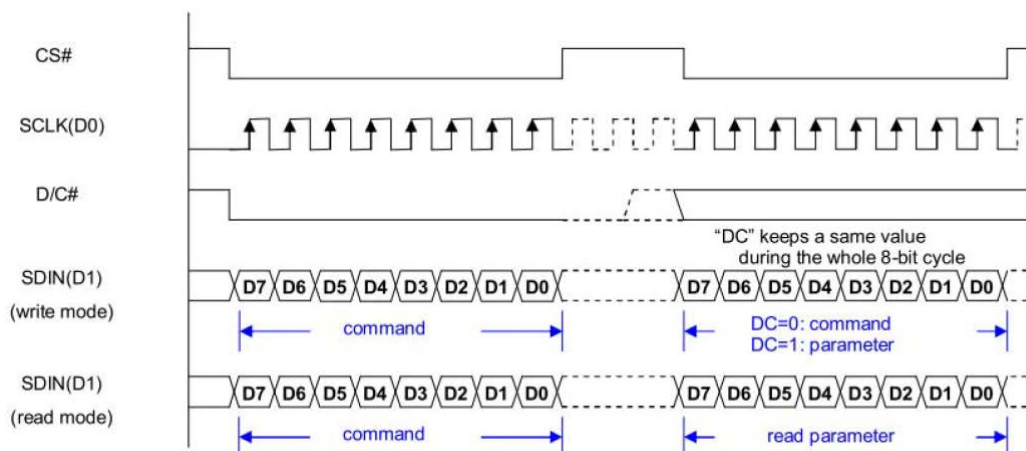 CS#
SCLK(D0)
D/C#
"DC" keeps a same value
during the whole 8-bit cycle
SDIN(D1)
(write mode)
D7 D6 D5 D4 D3 D2 D1 D0
D7 D6 D5 D4 D3 D2 D1 D0
command
DC=0: command
DC=1: parameter
SDIN(D1)
(read mode)
D7 D6 D5 D4 D3 D2 D1 D0
D7 D6 D5 D4 D3 D2 D1 D0
command
read parameter